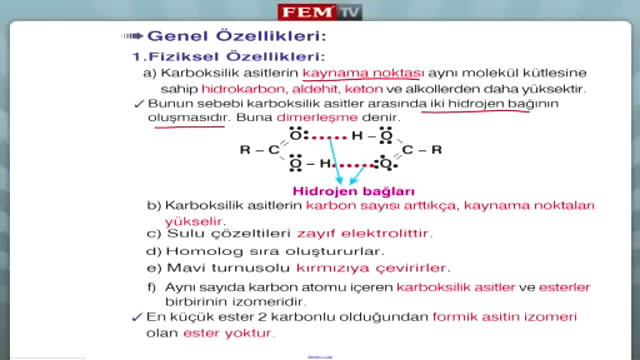 FEM TV
Genel Özellikleri:
1.Fiziksel Özellikleri:
a) Karboksilik asitlerin kaynama noktası aynı molekül kütlesine
sahip hidrokarbon, aldehit, keton ve alkollerden daha yüksektir.
✓ Bunun sebebi karboksilik asitler arasında iki hidrojen bağının
oluşmasıdır. Buna dimerleşme denir.
O: H – O
R – C C – R
O – H :O
Hidrojen bağları
b) Karboksilik asitlerin karbon sayısı arttıkça, kaynama noktaları
yükselir.
c) Sulu çözeltileri zayıf elektrolittir.
d) Homolog sıra oluştururlar.
e) Mavi turnusolu kırmızıya çevirirler.
f) Aynı sayıda karbon atomu içeren karboksilik asitler ve esterler
birbirinin izomeridir.
✓ En küçük ester 2 karbonlu olduğundan formik asitin izomeri
olan ester yoktur.